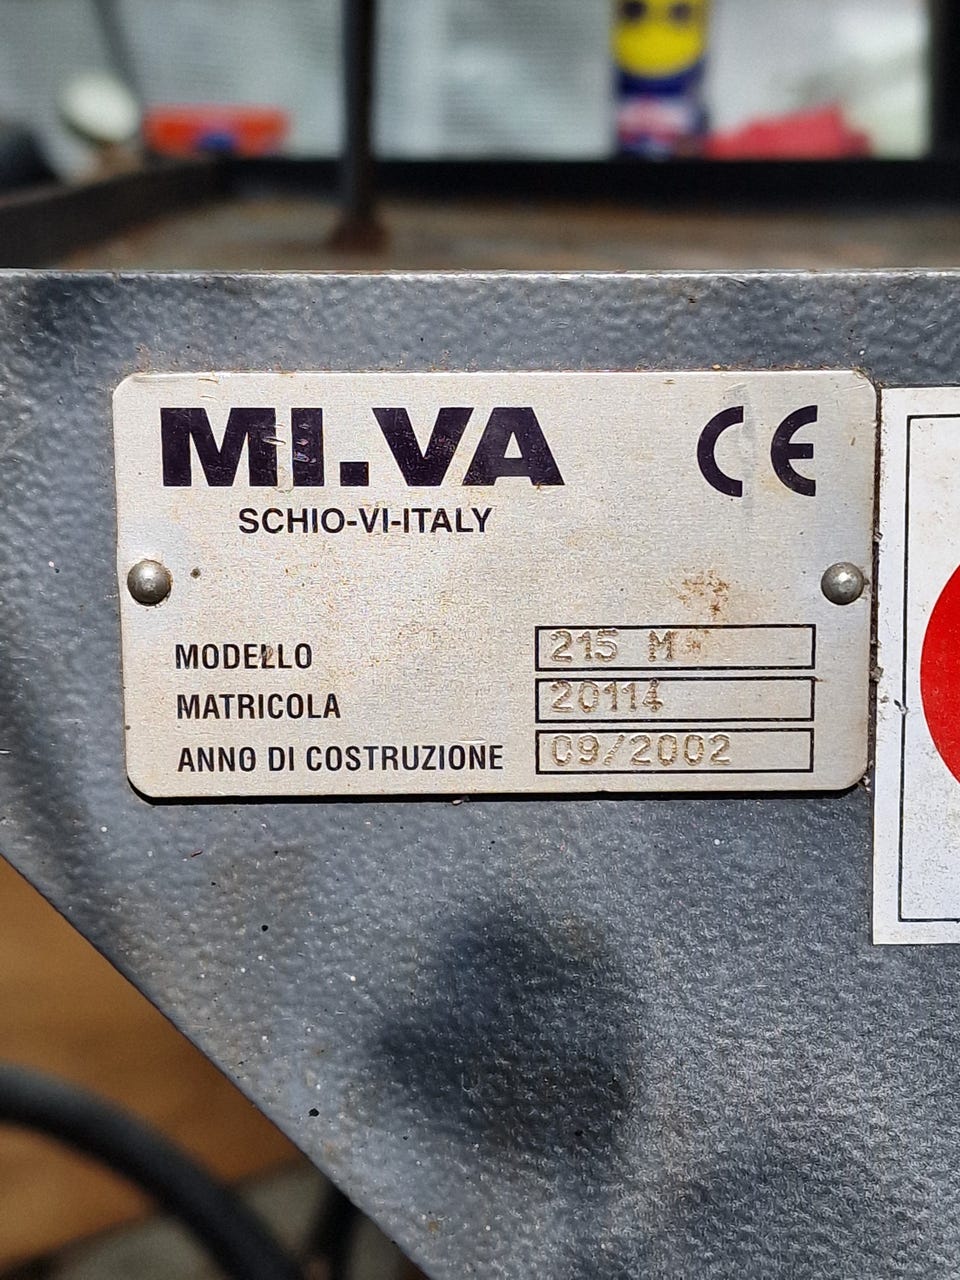 MI.VA
CE
SCHIO-VI-ITALY
MODELLO 215 M
MATRICOLA 20114
ANNO DI COSTRUZIONE 09/2002